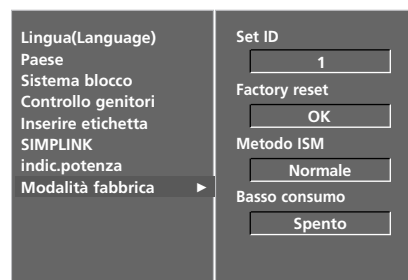 Lingua(Language)
Paese
Sistema blocco
Controllo genitori
Inserire etichetta
SIMPLINK
indic.potenza
Modalità fabbrica ►
Set ID
1
Factory reset
OK
Metodo ISM
Normale
Basso consumo
Spento